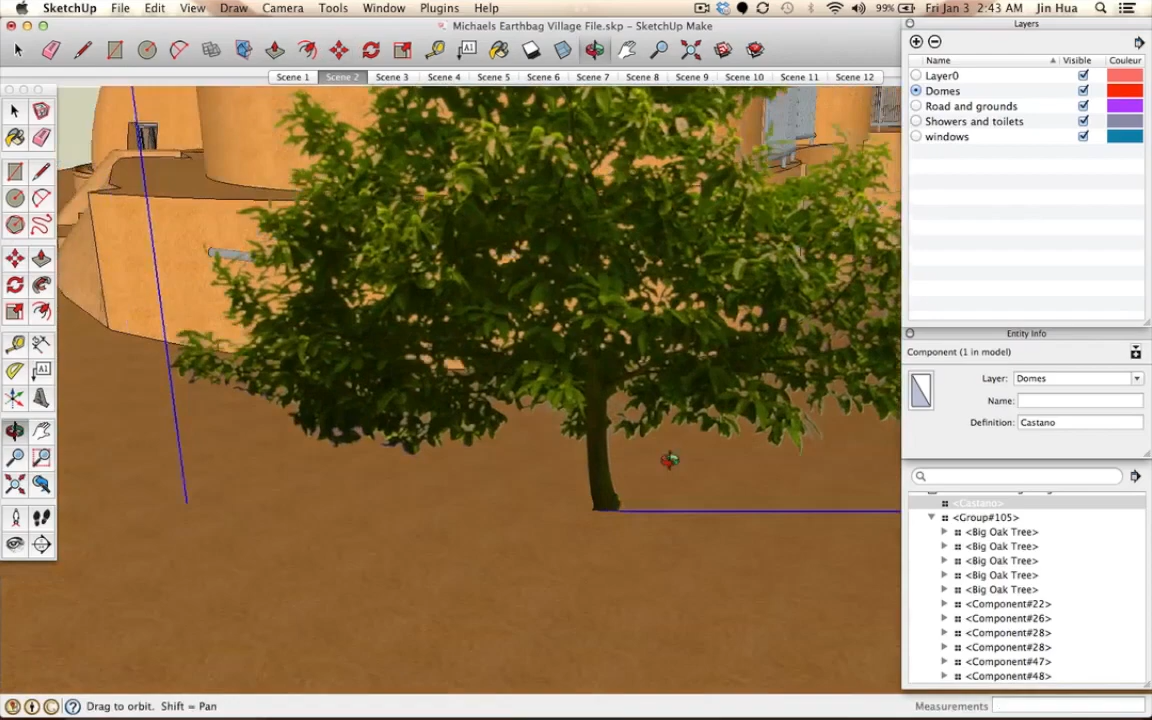 SketchUp File Edit View Draw Camera Tools Window Plugins Help 99% Fri Jan 3 2:43 AM Jin Hua
Michaels Earthbag Village File.skp – SketchUp Make
Layers
Scene 1 Scene 2 Scene 3 Scene 4 Scene 5 Scene 6 Scene 7 Scene 8 Scene 9 Scene 10 Scene 11 Scene 12
Name Visible Couleur
Layer0
Domes
Road and grounds
Showers and toilets
windows
Entity Info
Component (1 in model)
Layer: Domes
Name:
Definition: Castano
<Castano>
<Group#105>
<Big Oak Tree>
<Big Oak Tree>
<Big Oak Tree>
<Big Oak Tree>
<Big Oak Tree>
<Component#22>
<Component#26>
<Component#28>
<Component#28>
<Component#47>
<Component#48>
Drag to orbit. Shift = Pan
Measurements